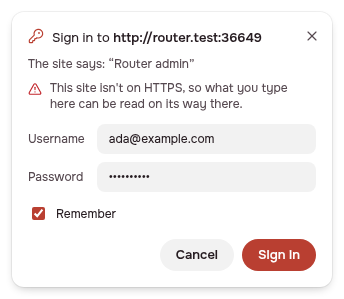 Sign in to http://router.test:36649
The site says: “Router admin”
This site isn’t on HTTPS, so what you type
here can be read on its way there.
Username
ada@example.com
Password
••••••••••
Remember
Cancel
Sign In